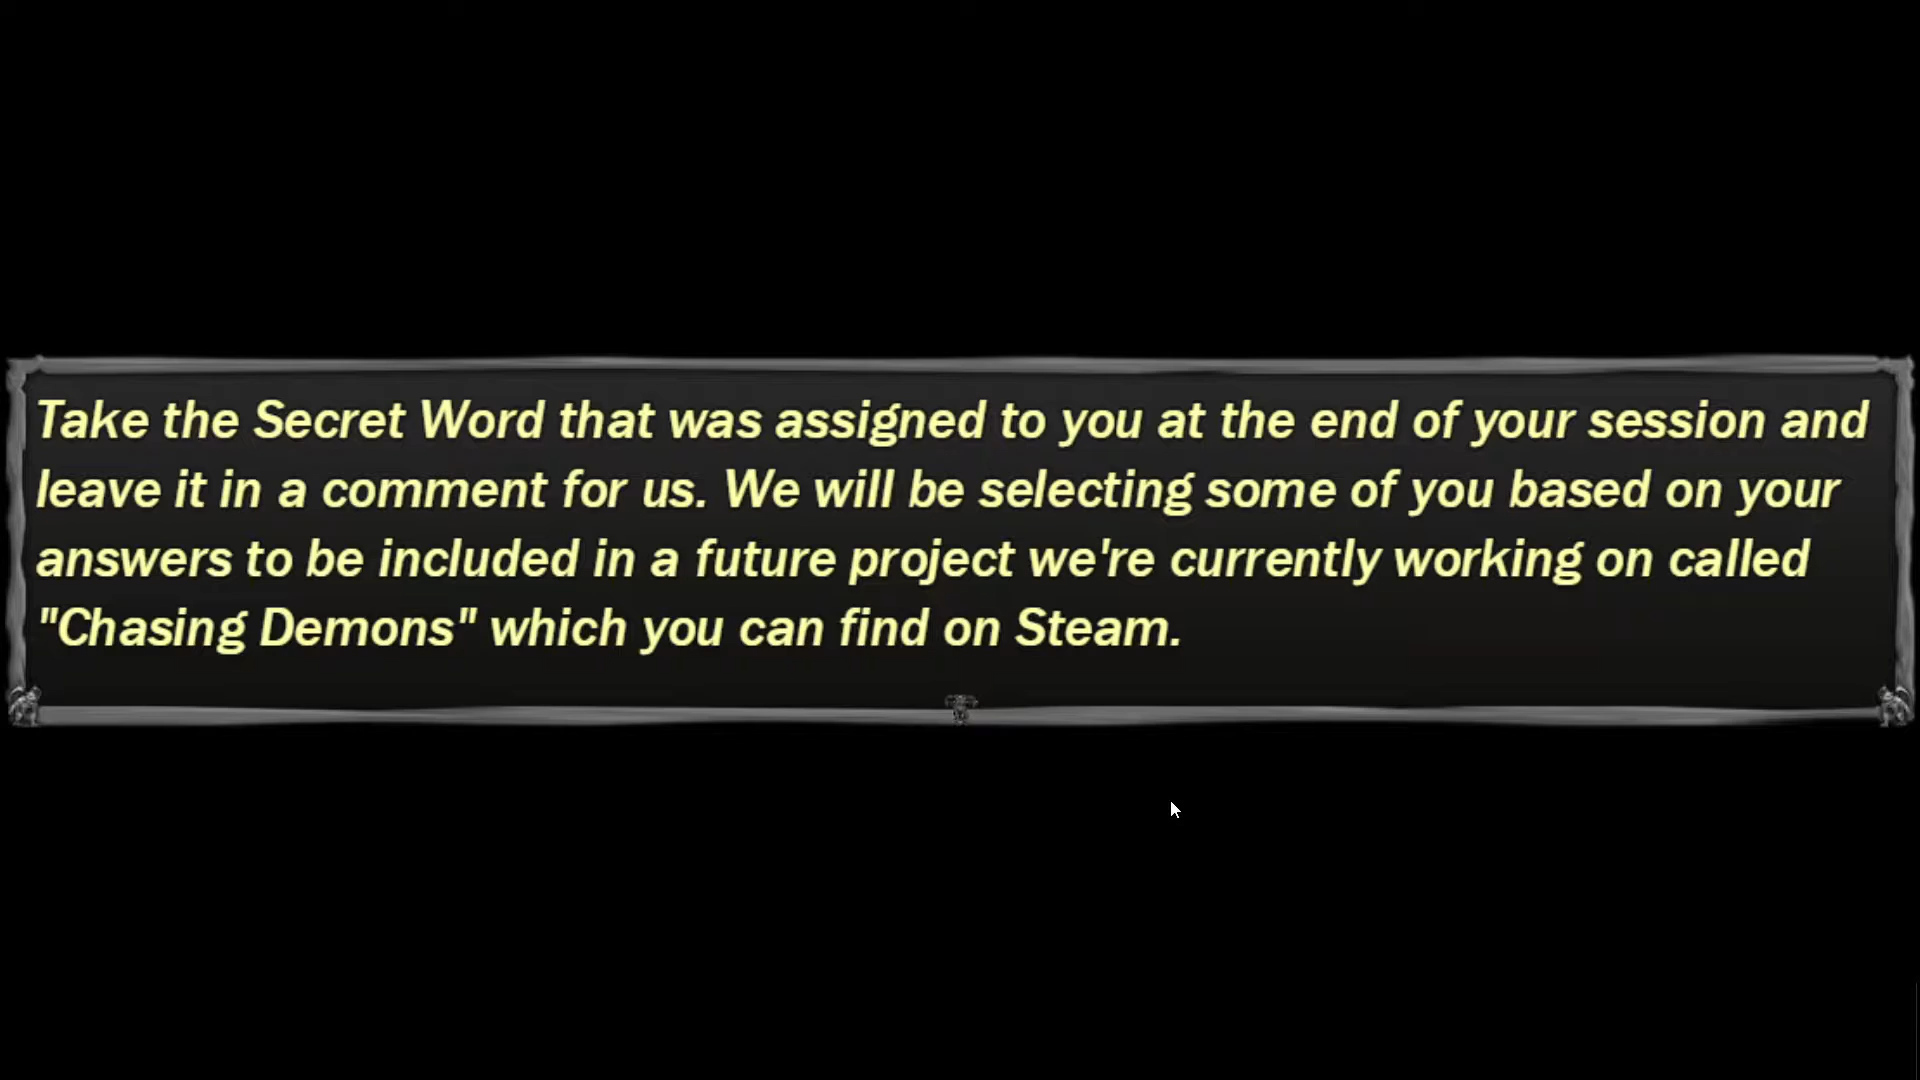 Take the Secret Word that was assigned to you at the end of your session and
leave it in a comment for us. We will be selecting some of you based on your
answers to be included in a future project we're currently working on called
"Chasing Demons" which you can find on Steam.